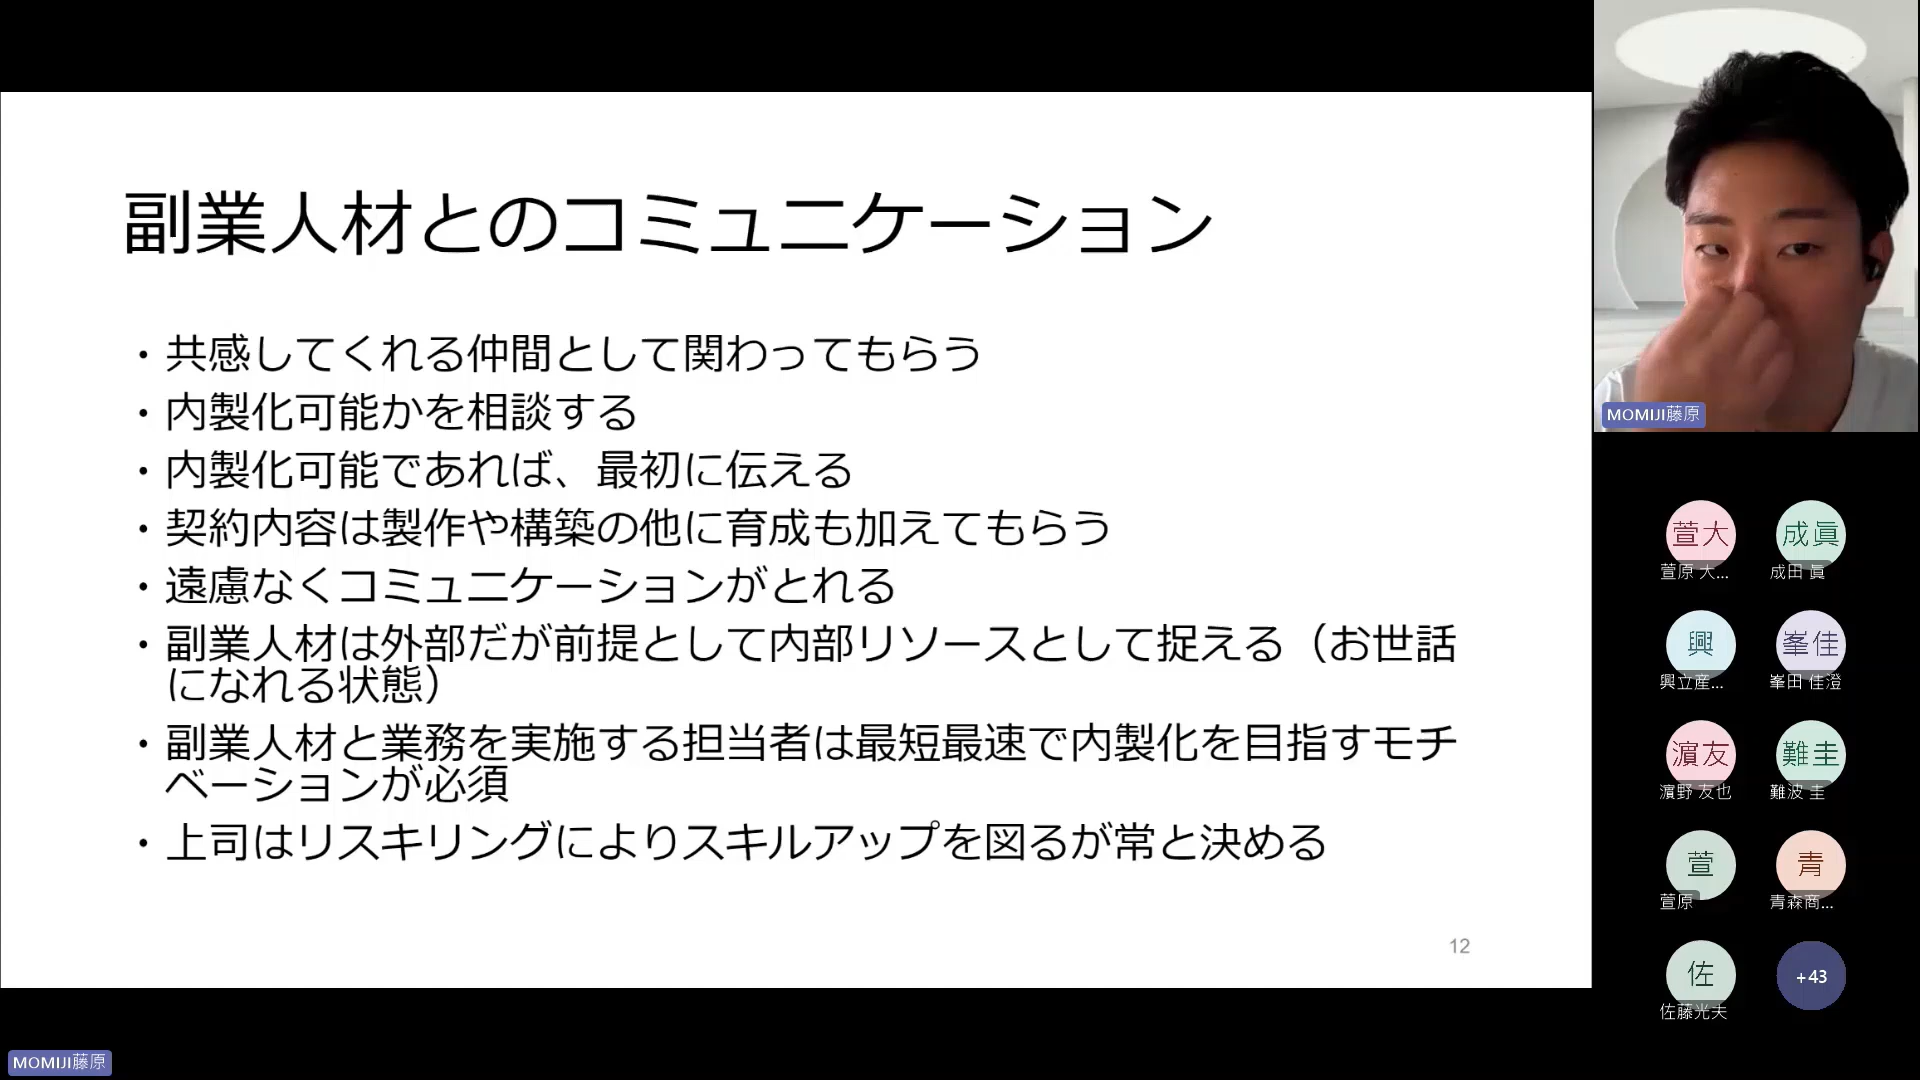 副業人材とのコミュニケーション
・共感してくれる仲間として関わってもらう
・内製化可能かを相談する
・内製化可能であれば、最初に伝える
・契約内容は製作や構築の他に育成も加えてもらう
・遠慮なくコミュニケーションがとれる
・副業人材は外部だが前提として内部リソースとして捉える（お世話
になれる状態）
・副業人材と業務を実施する担当者は最短最速で内製化を目指すモチ
ベーションが必須
・上司はリスキリングによりスキルアップを図るが常と決める
12
MOMIJI藤原
萱大
萱原 大...
成眞
成田 眞
興
興立産...
峯佳
峯田 佳澄
濵友
濵野 友也
難圭
難波 圭
萱
萱原
青
青森商...
佐
佐藤光夫
+43
MOMIJI藤原